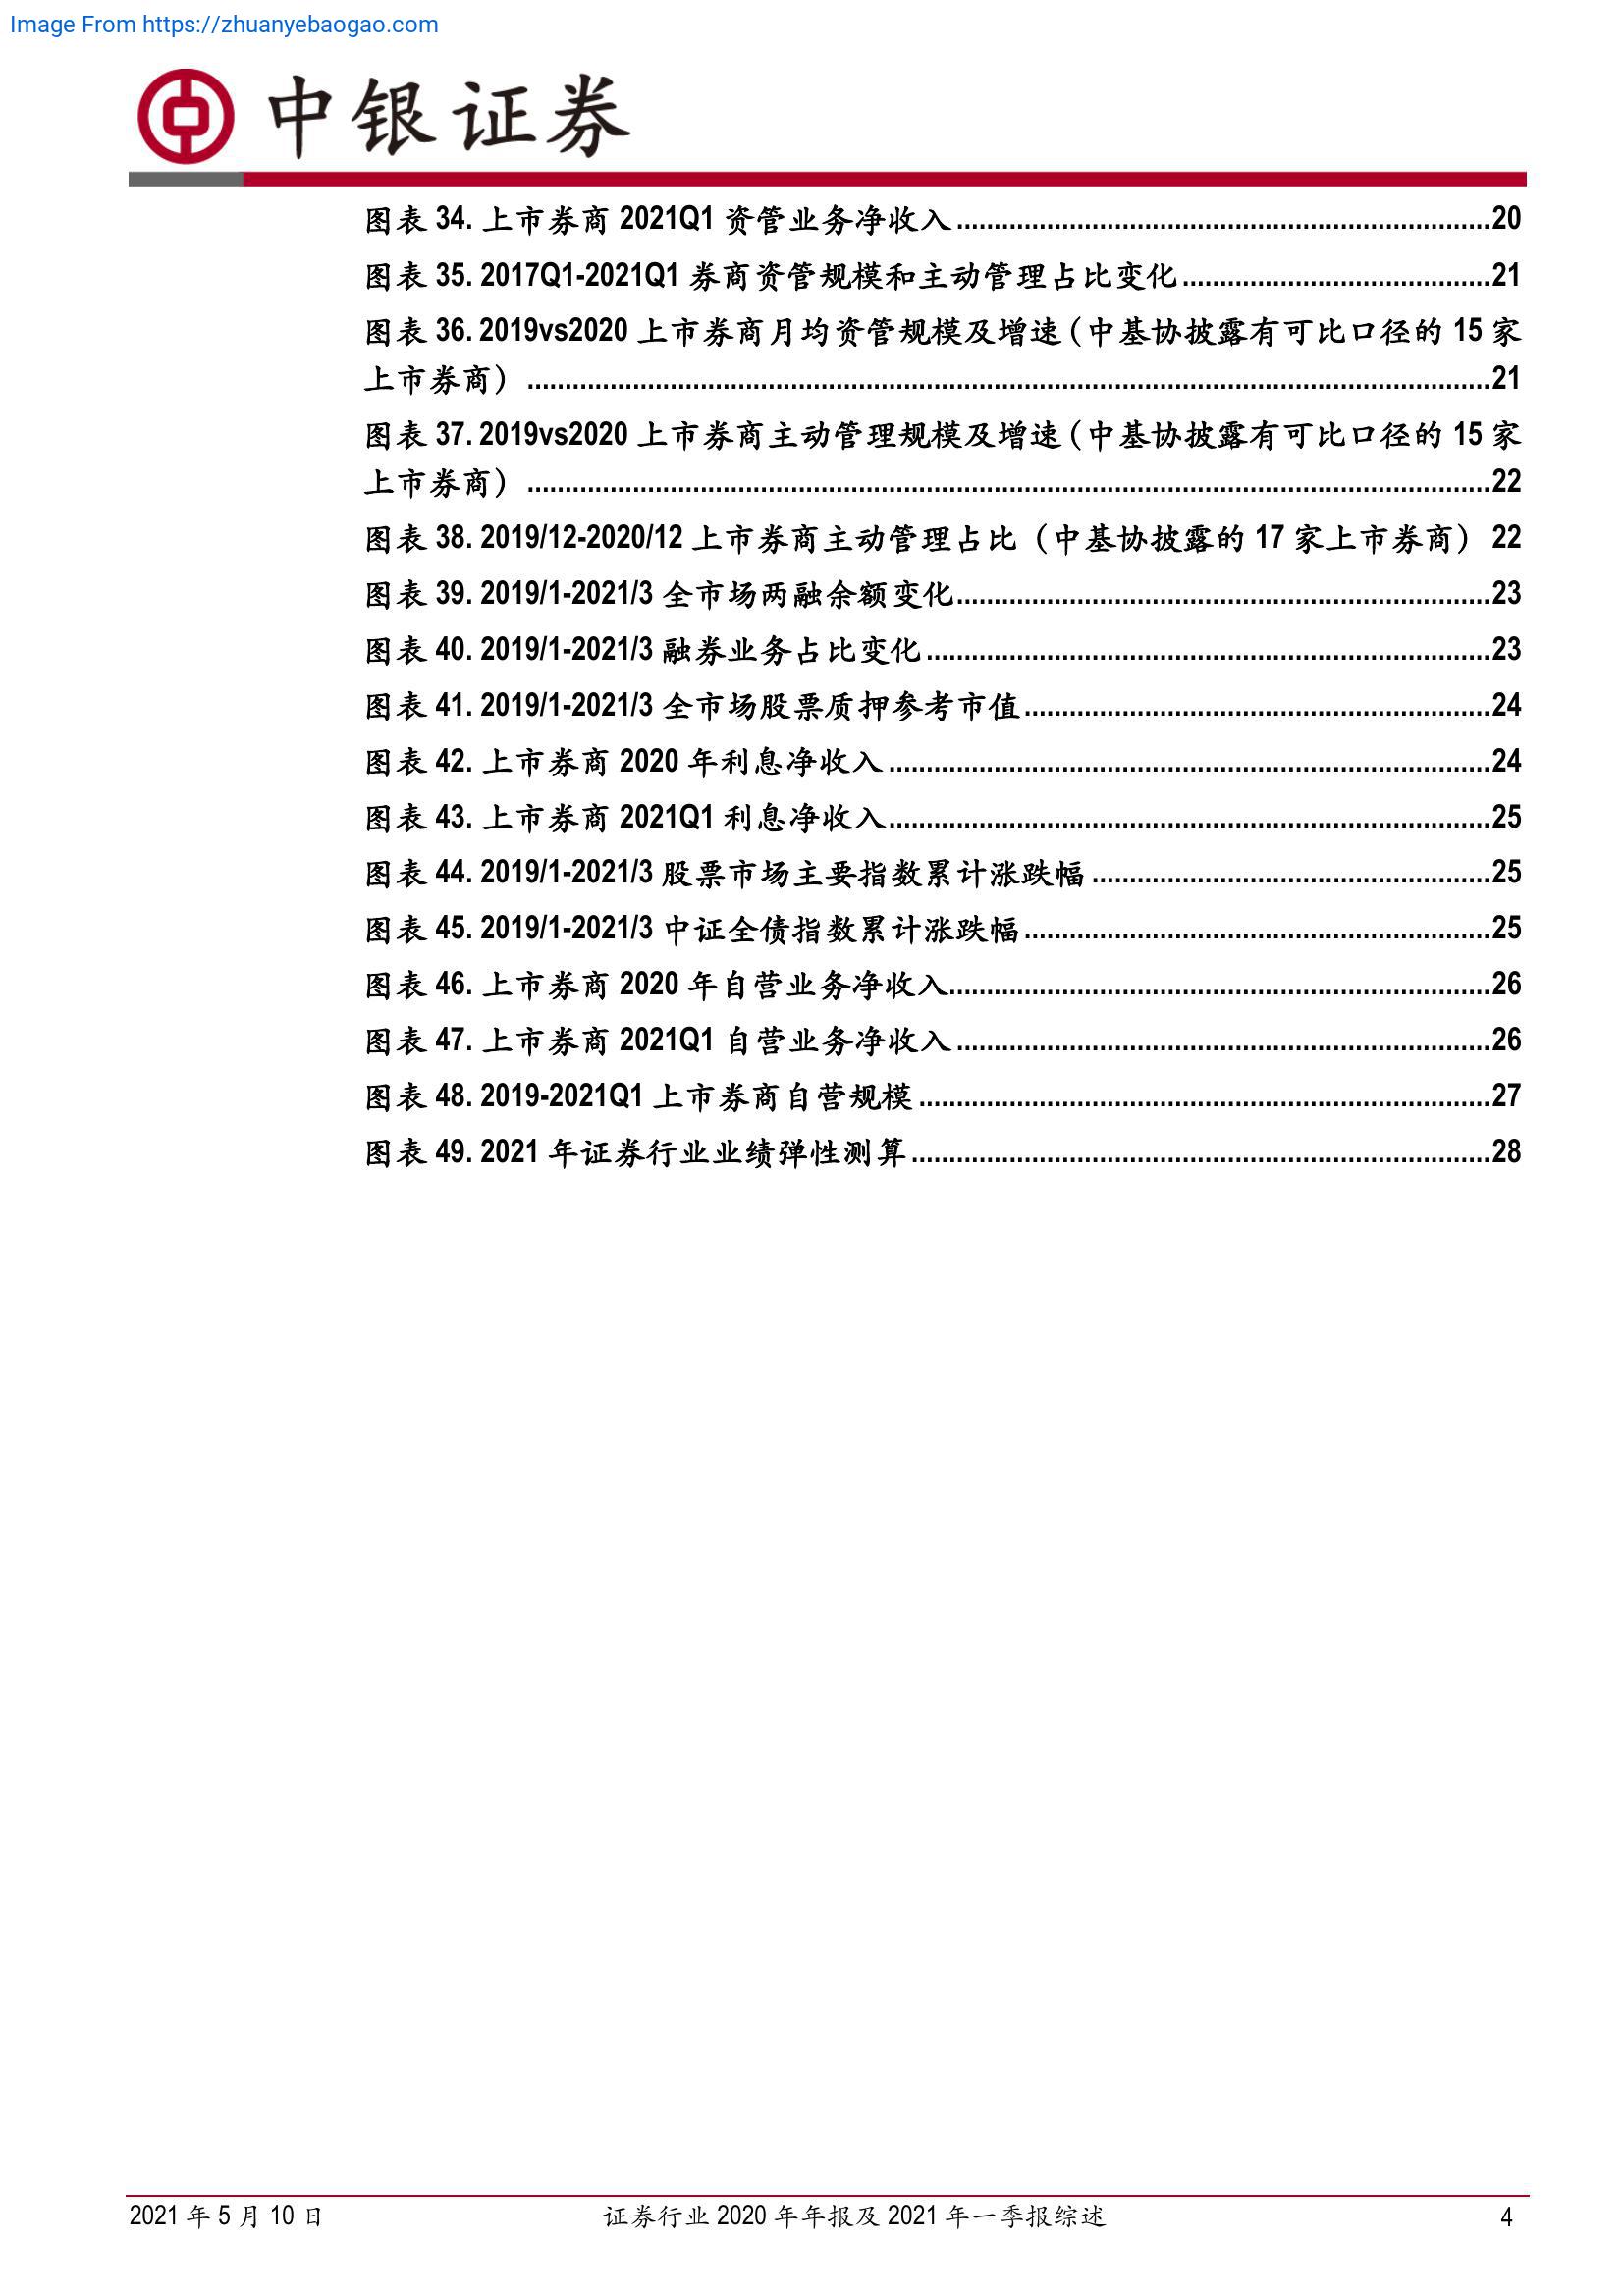 Image From https://zhuanyebaogao.com
中银证券
图表 34. 上市券商 2021Q1 资管业务净收入.......................................................................20
图表 35. 2017Q1-2021Q1 券商资管规模和主动管理占比变化.........................................21
图表 36. 2019vs2020 上市券商月均资管规模及增速（中基协披露有可比口径的 15 家
上市券商）................................................................................................................................21
图表 37. 2019vs2020 上市券商主动管理规模及增速（中基协披露有可比口径的 15 家
上市券商）................................................................................................................................22
图表 38. 2019/12-2020/12 上市券商主动管理占比（中基协披露的 17 家上市券商） 22
图表 39. 2019/1-2021/3 全市场两融余额变化.......................................................................23
图表 40. 2019/1-2021/3 融券业务占比变化...........................................................................23
图表 41. 2019/1-2021/3 全市场股票质押参考市值..............................................................24
图表 42. 上市券商 2020 年利息净收入................................................................................24
图表 43. 上市券商 2021Q1 利息净收入................................................................................25
图表 44. 2019/1-2021/3 股票市场主要指数累计涨跌幅.....................................................25
图表 45. 2019/1-2021/3 中证全债指数累计涨跌幅..............................................................25
图表 46. 上市券商 2020 年自营业务净收入........................................................................26
图表 47. 上市券商 2021Q1 自营业务净收入.......................................................................26
图表 48. 2019-2021Q1 上市券商自营规模............................................................................27
图表 49. 2021 年证券行业业绩弹性测算.............................................................................28
2021 年 5 月 10 日 证券行业 2020 年年报及 2021 年一季报综述 4